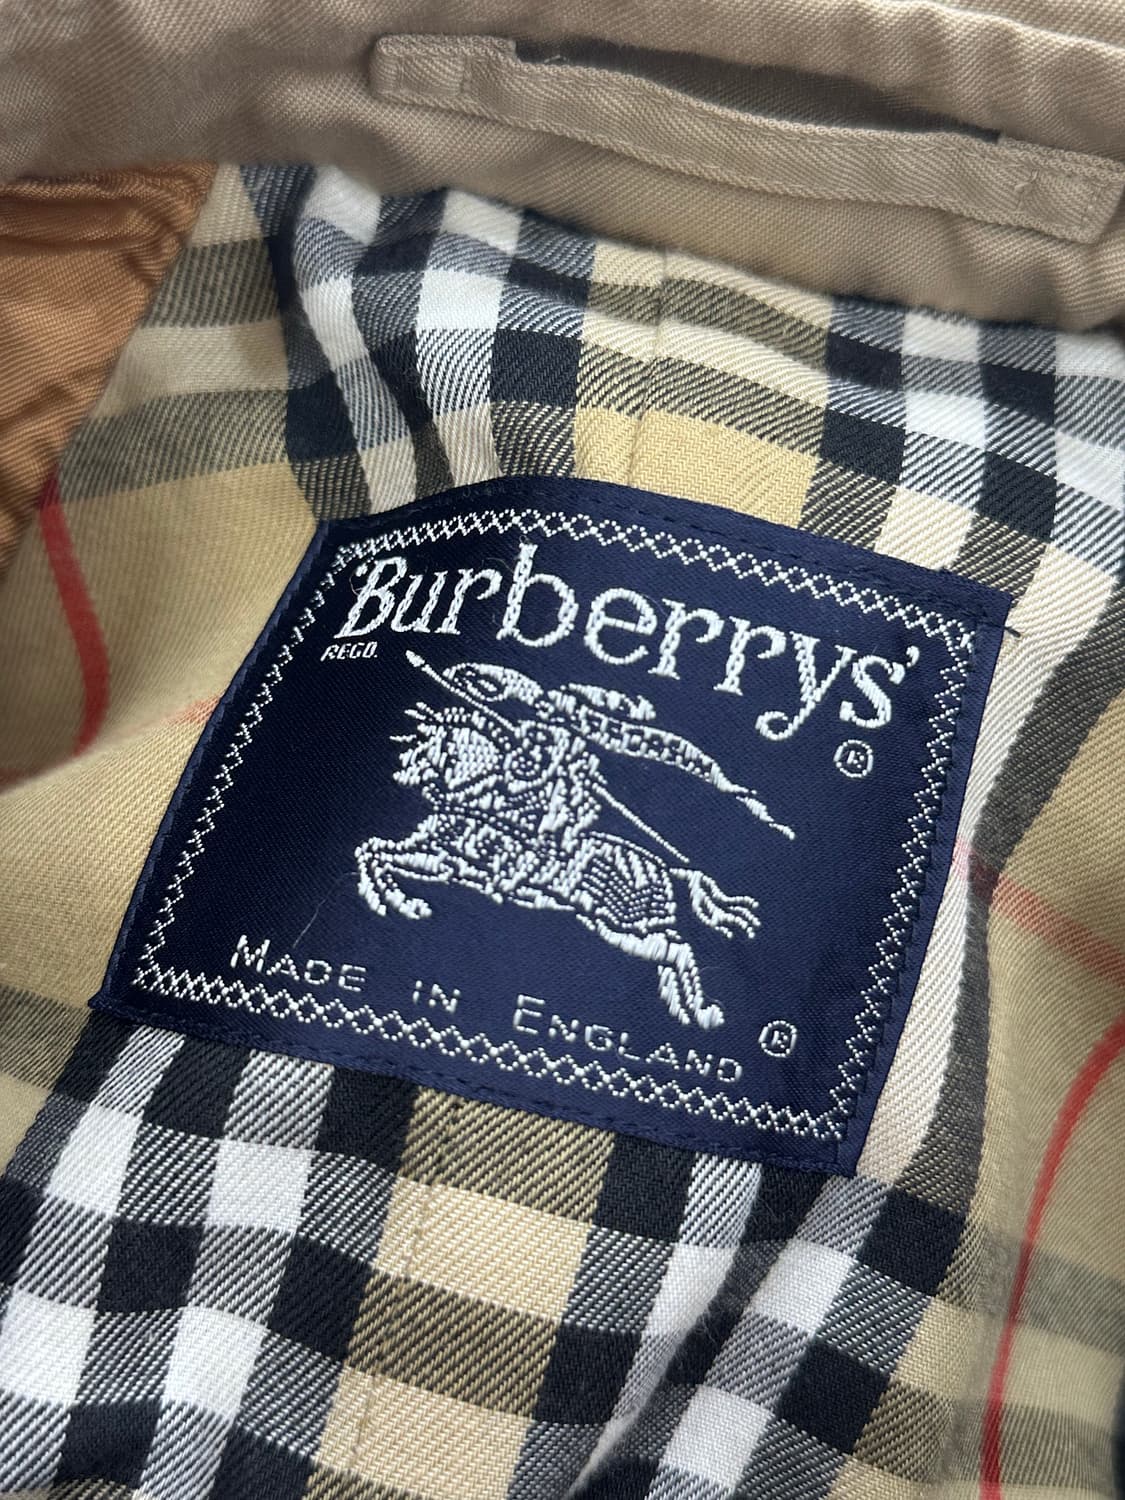 Burberrys'
REGD.
®
MADE IN ENGLAND ®